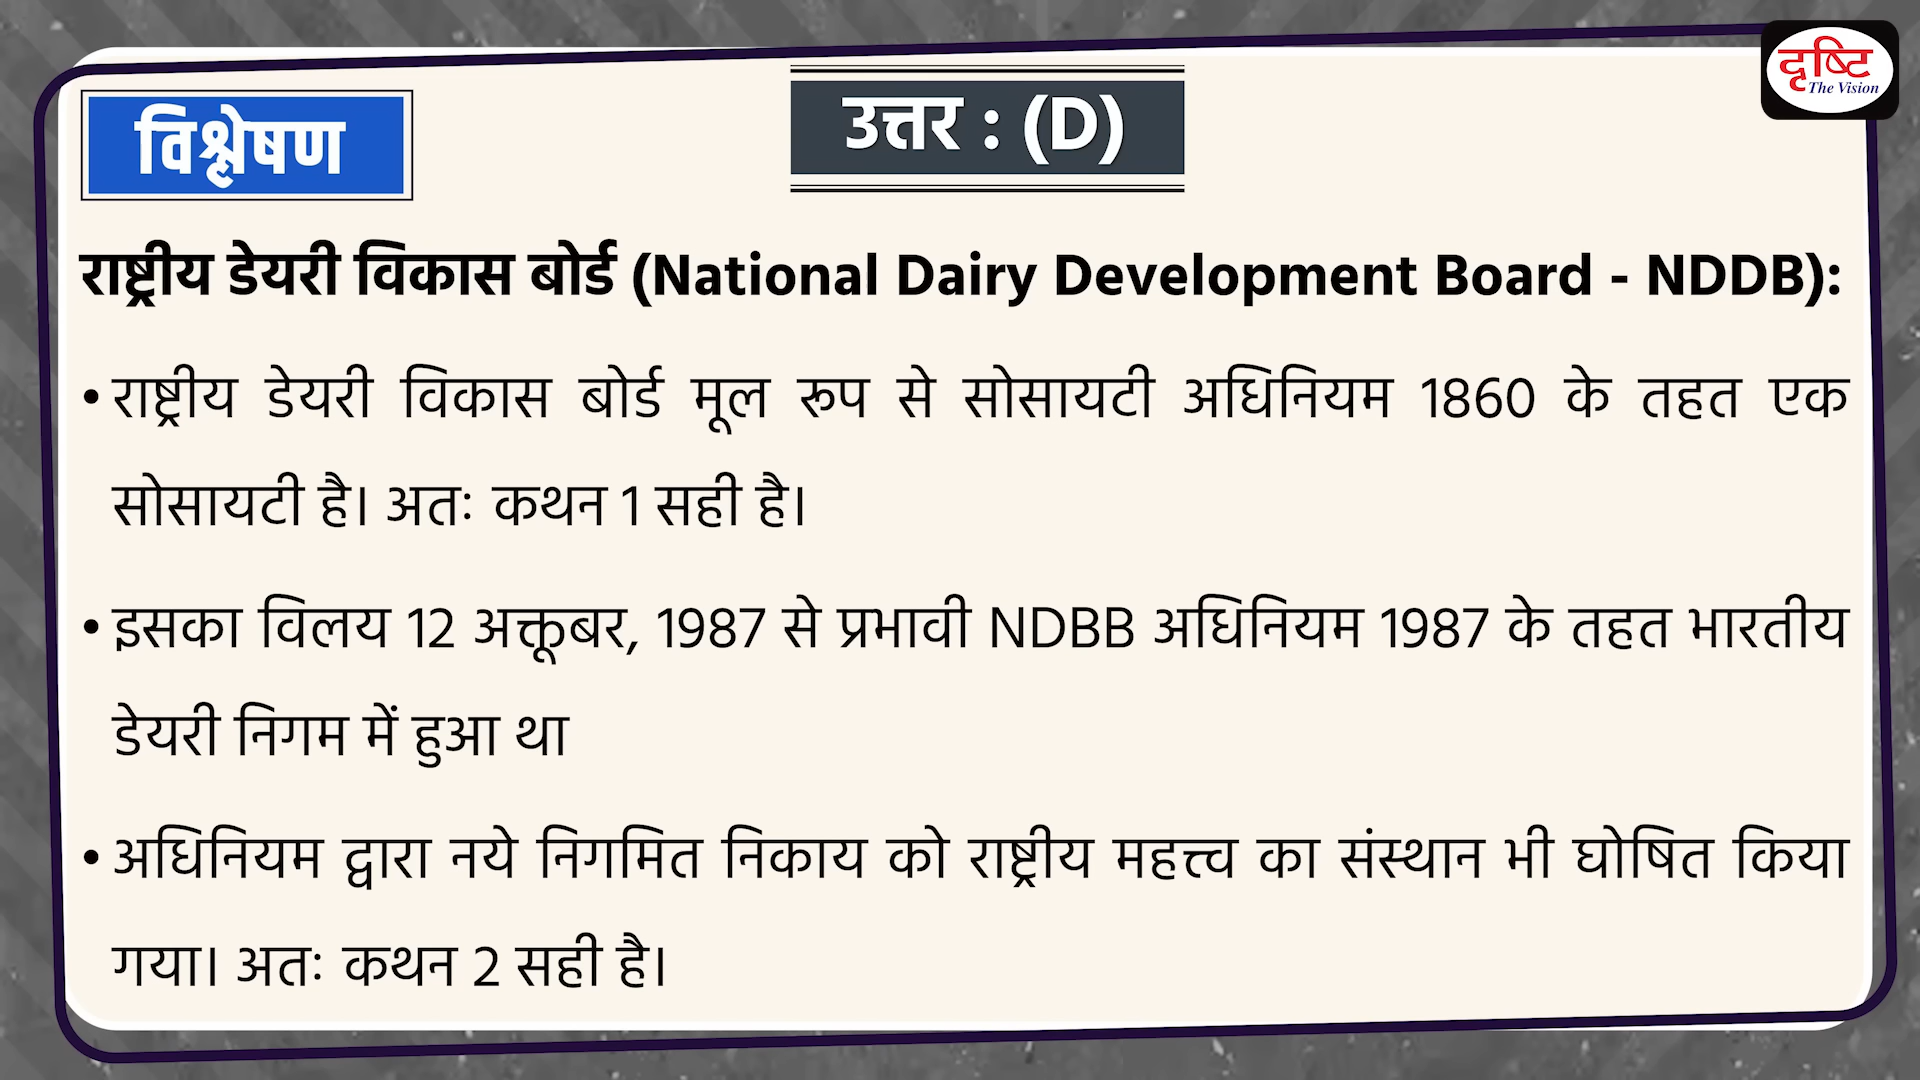 दृष्टि
The Vision
विश्लेषण
उत्तर : (D)
राष्ट्रीय डेयरी विकास बोर्ड (National Dairy Development Board - NDDB):
• राष्ट्रीय डेयरी विकास बोर्ड मूल रूप से सोसायटी अधिनियम 1860 के तहत एक
सोसायटी है। अतः कथन 1 सही है।
• इसका विलय 12 अक्तूबर, 1987 से प्रभावी NDBB अधिनियम 1987 के तहत भारतीय
डेयरी निगम में हुआ था
• अधिनियम द्वारा नये निगमित निकाय को राष्ट्रीय महत्त्व का संस्थान भी घोषित किया
गया। अतः कथन 2 सही है।